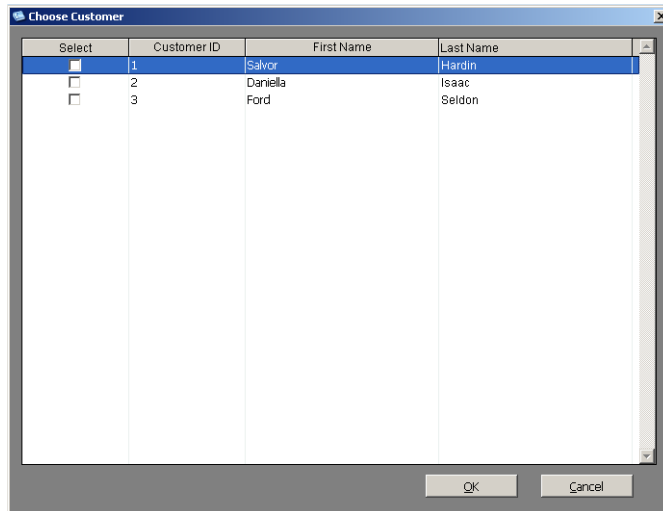 Choose Customer
Select Customer ID First Name Last Name
1 Salvor Hardin
2 Daniella Isaac
3 Ford Seldon
OK Cancel